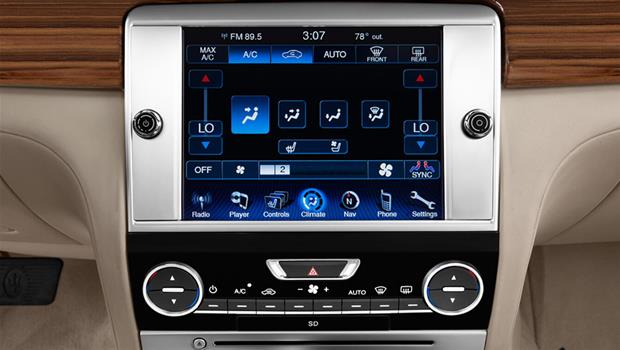 FM 89.5 3:07 78° out.
MAX A/C A/C AUTO FRONT REAR
LO LO
OFF 2 SYNC
Radio Player Controls Climate Nav Phone Settings
A/C AUTO
SD